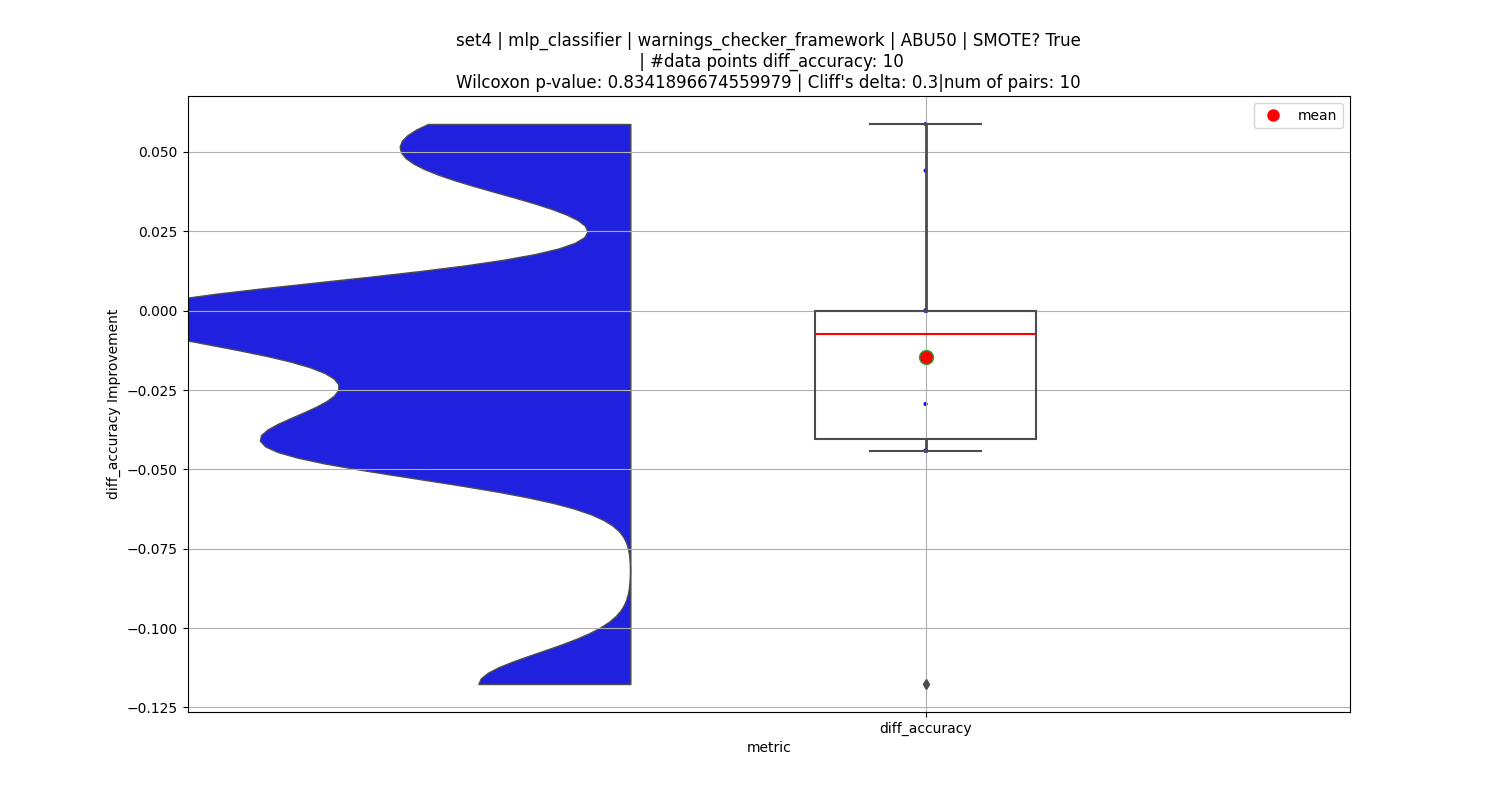 set4 | mlp_classifier | warnings_checker_framework | ABU50 | SMOTE? True
| #data points diff_accuracy: 10
Wilcoxon p-value: 0.8341896674559979 | Cliff's delta: 0.3|num of pairs: 10
mean
0.050
0.025
0.000
−0.025
−0.050
−0.075
−0.100
−0.125
diff_accuracy Improvement
diff_accuracy
metric